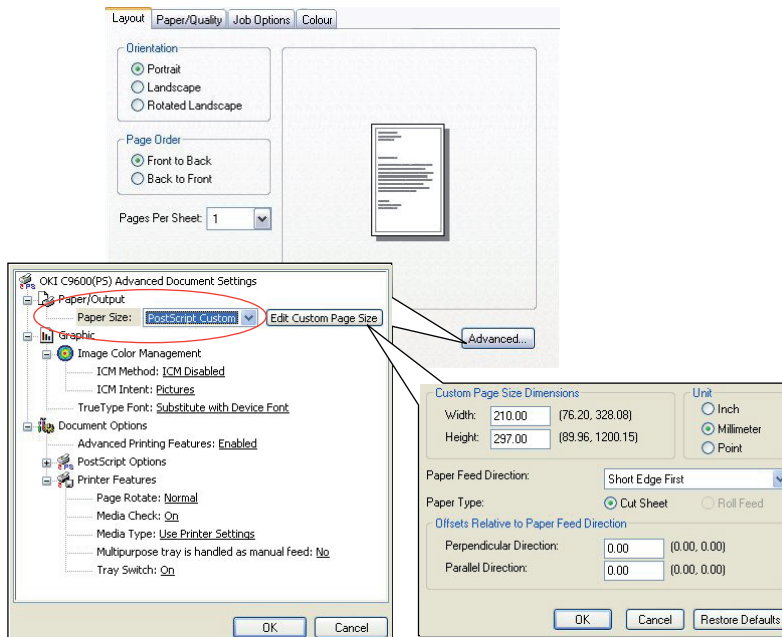 Layout Paper/Quality Job Options Colour
Orientation
Portrait
Landscape
Rotated Landscape
Page Order
Front to Back
Back to Front
Pages Per Sheet: 1
Advanced...
OKI C9600(PS) Advanced Document Settings
Paper/Output
Paper Size: PostScript Custom Edit Custom Page Size
Graphic
Image Color Management
ICM Method: ICM Disabled
ICM Intent: Pictures
TrueType Font: Substitute with Device Font
Document Options
Advanced Printing Features: Enabled
PostScript Options
Printer Features
Page Rotate: Normal
Media Check: On
Media Type: Use Printer Settings
Multipurpose tray is handled as manual feed: No
Tray Switch: On
OK Cancel
Custom Page Size Dimensions
Width: 210.00 (76.20, 328.08)
Height: 297.00 (89.96, 1200.15)
Unit
Inch
Millimeter
Point
Paper Feed Direction: Short Edge First
Paper Type: Cut Sheet Roll Feed
Offsets Relative to Paper Feed Direction
Perpendicular Direction: 0.00 (0.00, 0.00)
Parallel Direction: 0.00 (0.00, 0.00)
OK Cancel Restore Defaults